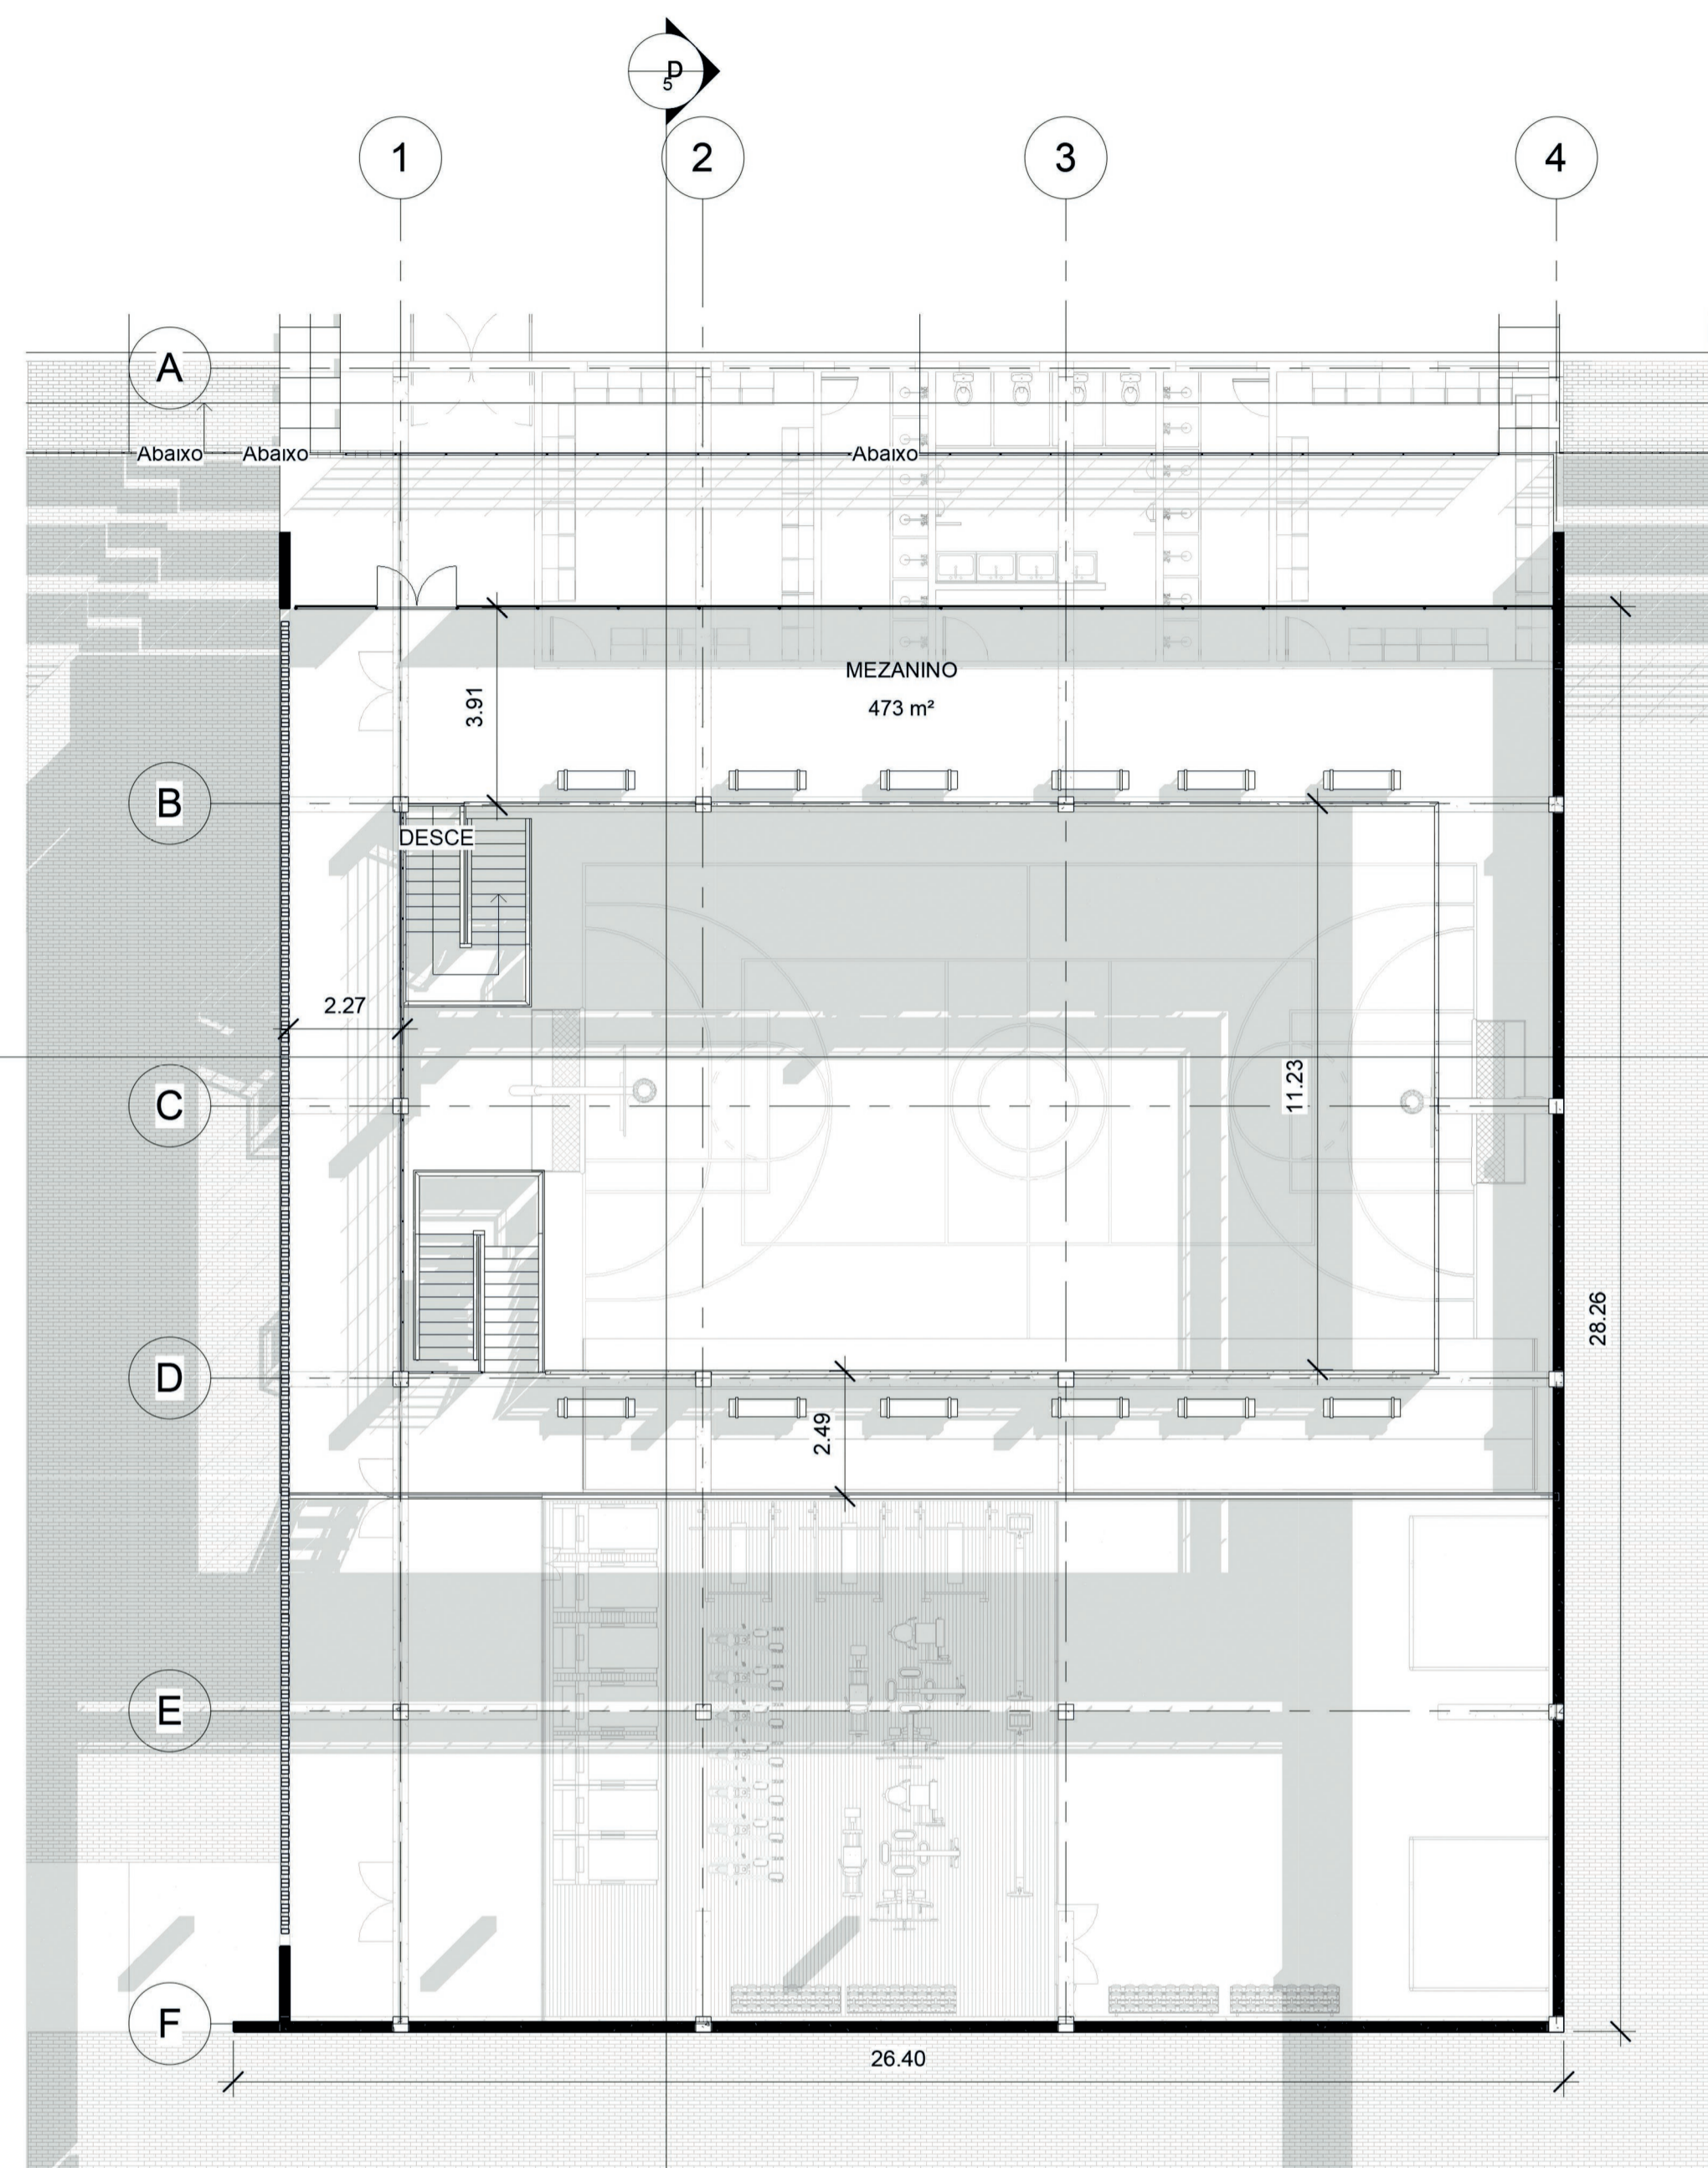 D
5
1
2
3
4
A
Abaixo
Abaixo
Abaixo
MEZANINO
473 m²
3.91
B
DESCE
2.27
C
11.23
28.26
D
2.49
E
F
26.40